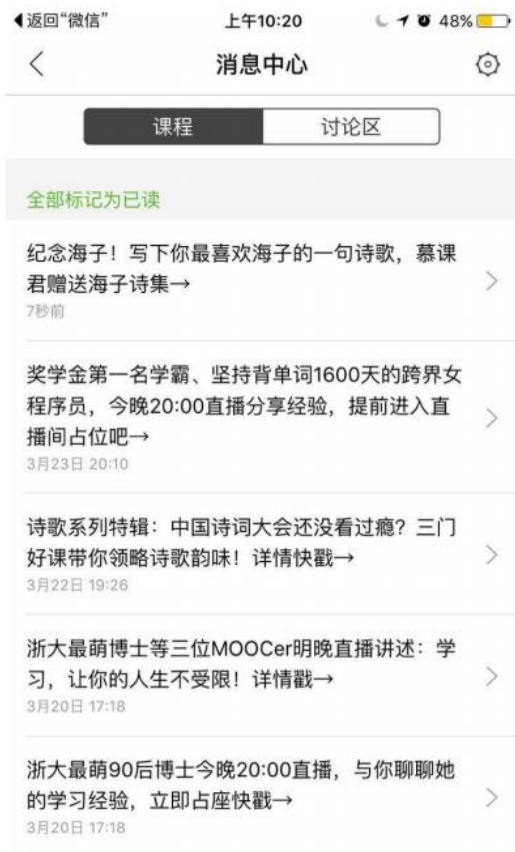 返回“微信”
上午10:20
48%
消息中心
课程
讨论区
全部标记为已读
纪念海子！写下你最喜欢海子的一句诗歌，慕课
君赠送海子诗集→
7秒前
奖学金第一名学霸、坚持背单词1600天的跨界女
程序员，今晚20:00直播分享经验，提前进入直
播间占位吧→
3月23日 20:10
诗歌系列特辑：中国诗词大会还没看过瘾？三门
好课带你领略诗歌韵味！详情快戳→
3月22日 19:26
浙大最萌博士等三位MOOCer明晚直播讲述：学
习，让你的人生不受限！详情戳→
3月20日 17:18
浙大最萌90后博士今晚20:00直播，与你聊聊她
的学习经验，立即占座快戳→
3月20日 17:18